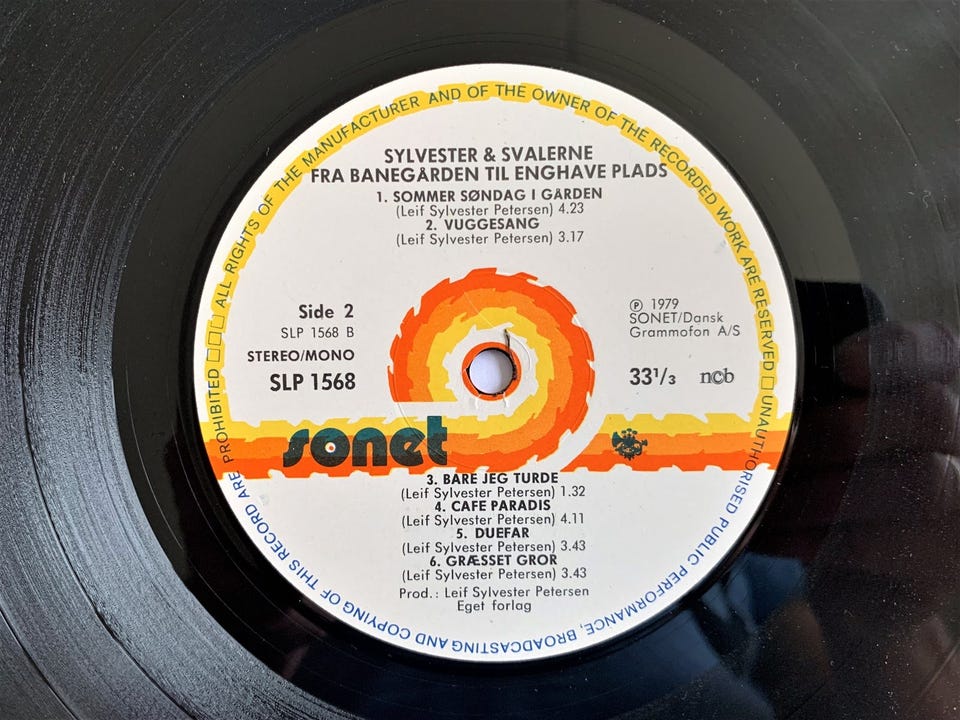 SYLVESTER & SVALERNE
FRA BANEGÅRDEN TIL ENGHAVE PLADS
1. SOMMER SØNDAG I GÅRDEN
(Leif Sylvester Petersen) 4.23
2. VUGGESANG
(Leif Sylvester Petersen) 3.17
Side 2
SLP 1568 B
STEREO/MONO
SLP 1568
℗ 1979
SONET/Dansk
Grammofon A/S
33 1/3 ncb
sonet
3. BARE JEG TURDE
(Leif Sylvester Petersen) 1.32
4. CAFE PARADIS
(Leif Sylvester Petersen) 4.11
5. DUEFAR
(Leif Sylvester Petersen) 3.43
6. GRÆSSET GROR
(Leif Sylvester Petersen) 3.43
Prod.: Leif Sylvester Petersen
Eget forlag
ALL RIGHTS OF THE MANUFACTURER AND OF THE OWNER OF THE RECORDED WORK ARE RESERVED □ UNAUTHORISED PUBLIC PERFORMANCE, BROADCASTING AND COPYING OF THIS RECORD ARE PROHIBITED □□□